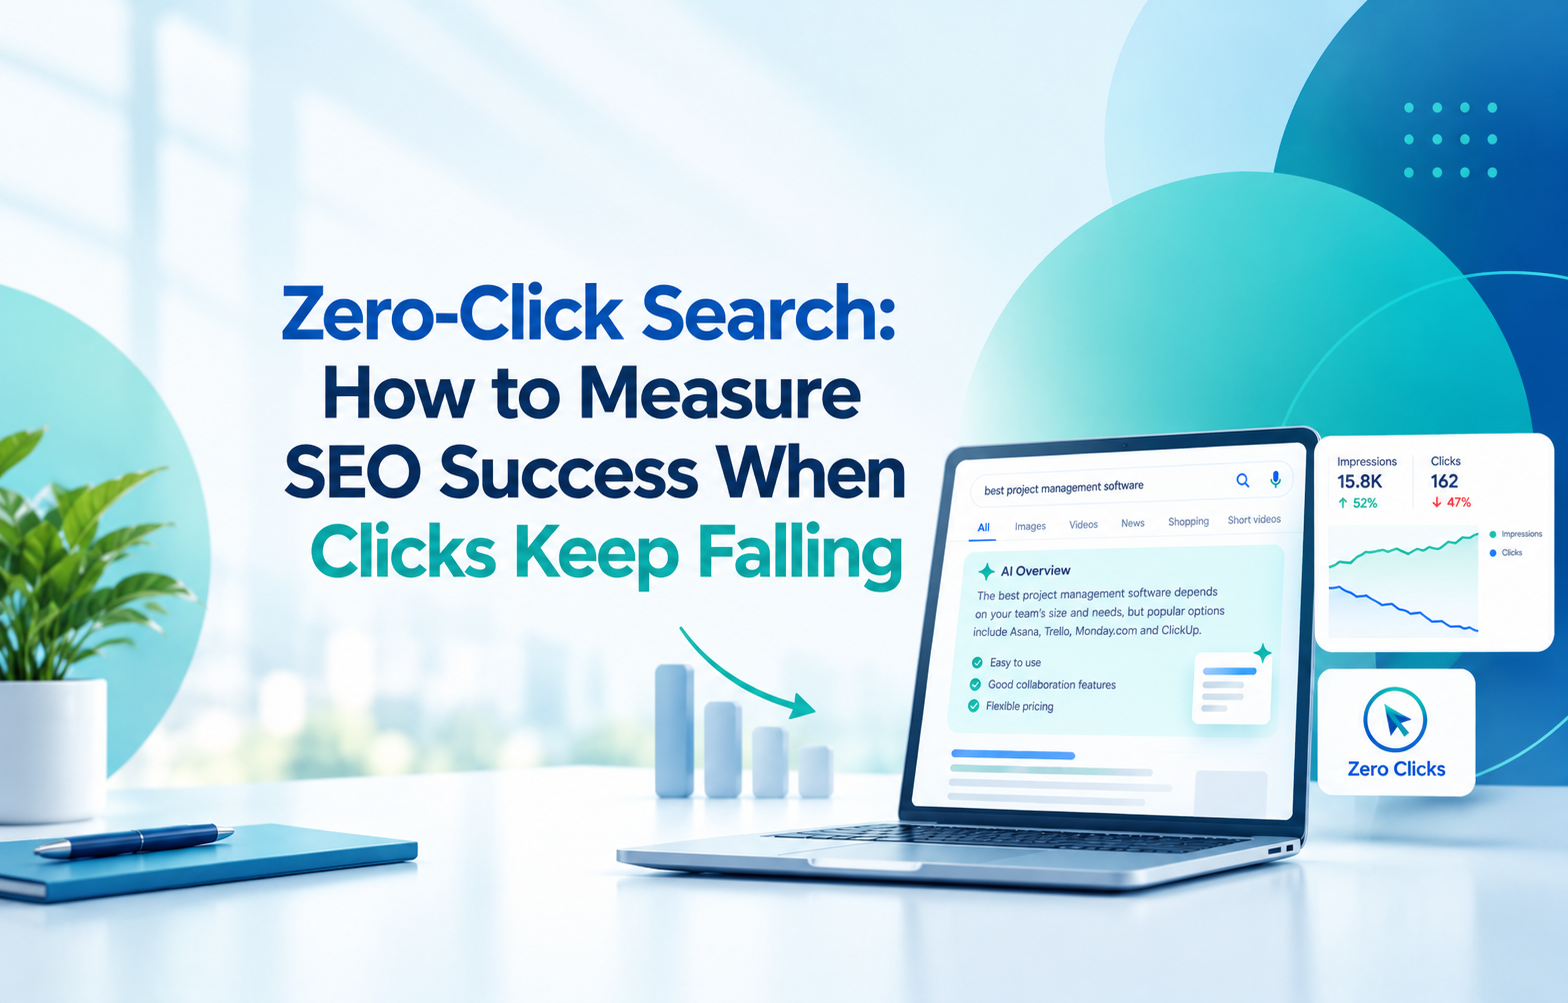 Zero-Click Search:
How to Measure
SEO Success When
Clicks Keep Falling
best project management software
All Images Videos News Shopping Short videos
AI Overview
The best project management software depends
on your team's size and needs, but popular options
include Asana, Trello, Monday.com and ClickUp.
Easy to use
Good collaboration features
Flexible pricing
Impressions Clicks
15.8K 162
↑ 52% ↓ 47%
Impressions
Clicks
Zero Clicks